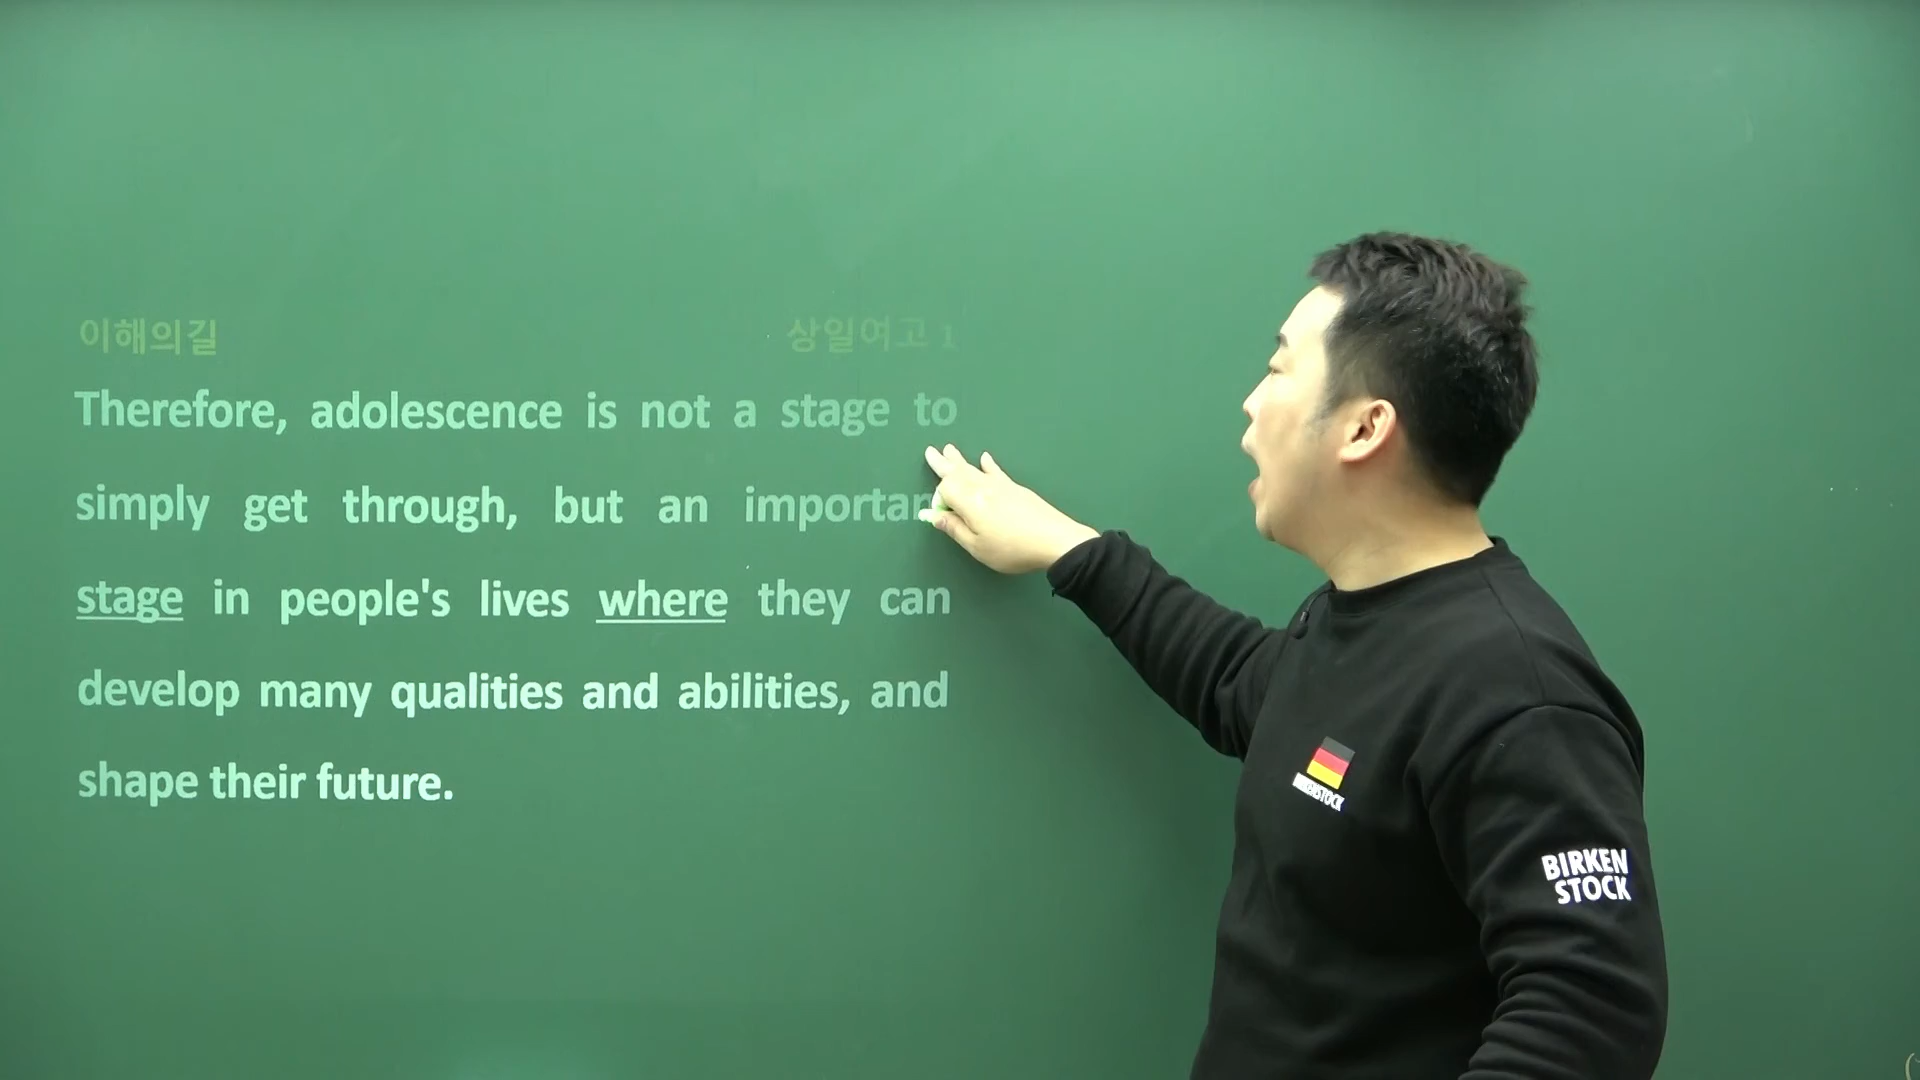 이해의길
상일여고 1
Therefore, adolescence is not a stage to
simply get through, but an importan
stage in people's lives where they can
develop many qualities and abilities, and
shape their future.
BIRKENSTOCK
BIRKEN
STOCK